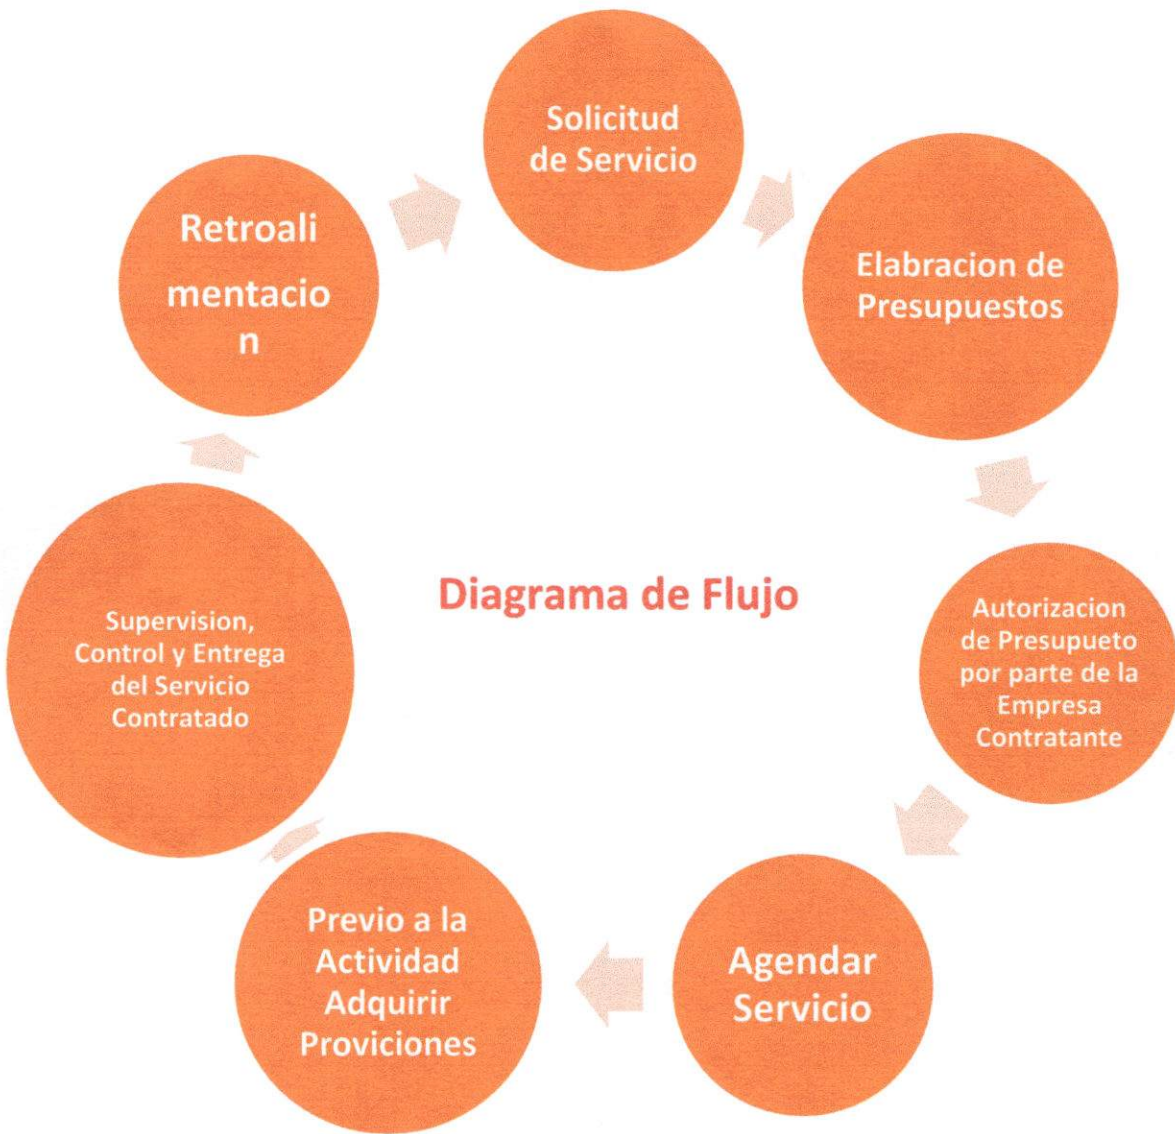 Solicitud
de Servicio
Elabracion de
Presupuestos
Autorizacion
de Presupueto
por parte de la
Empresa
Contratante
Agendar
Servicio
Previo a la
Actividad
Adquirir
Proviciones
Supervision,
Control y Entrega
del Servicio
Contratado
Retroali
mentacio
n
Diagrama de Flujo